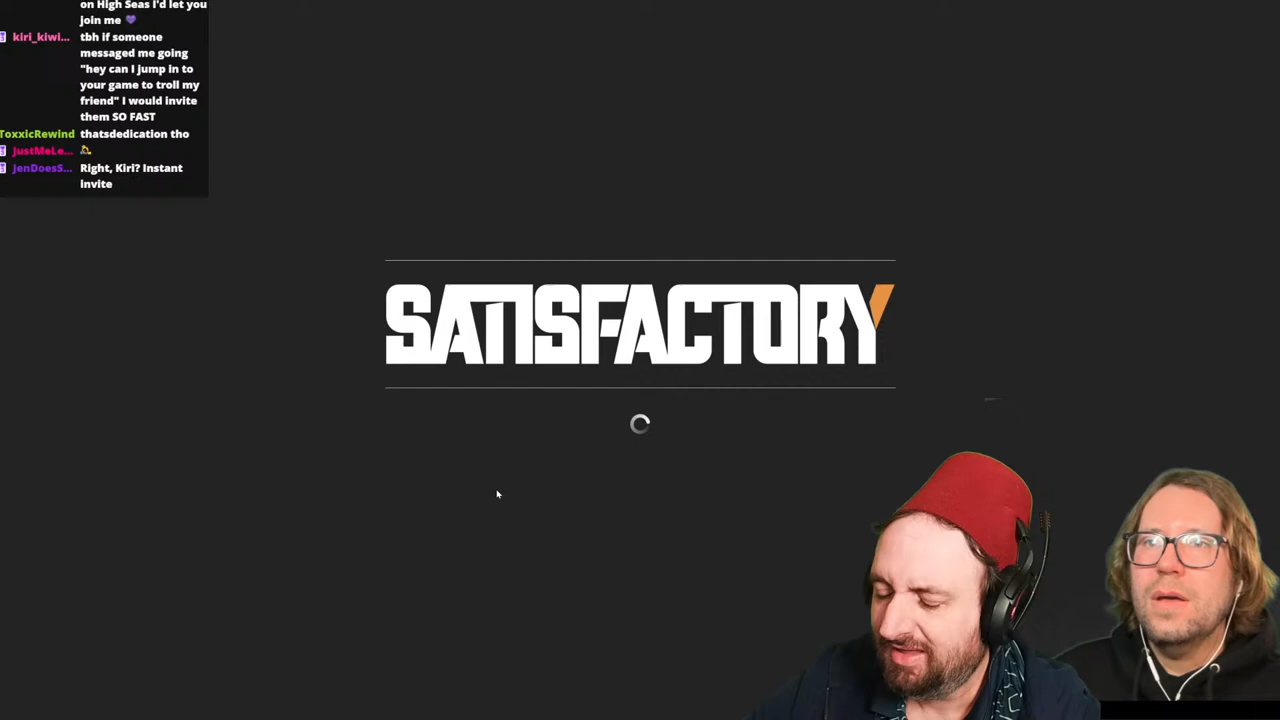 on High Seas I'd let you
join me 💜
kiri_kiwi... tbh if someone
messaged me going
"hey can I jump in to
your game to troll my
friend" I would invite
them SO FAST
ToxxicRewind thatsdedication tho
JustMeLe...
JenDoesS... Right, Kiri? Instant
invite
SATISFACTORY